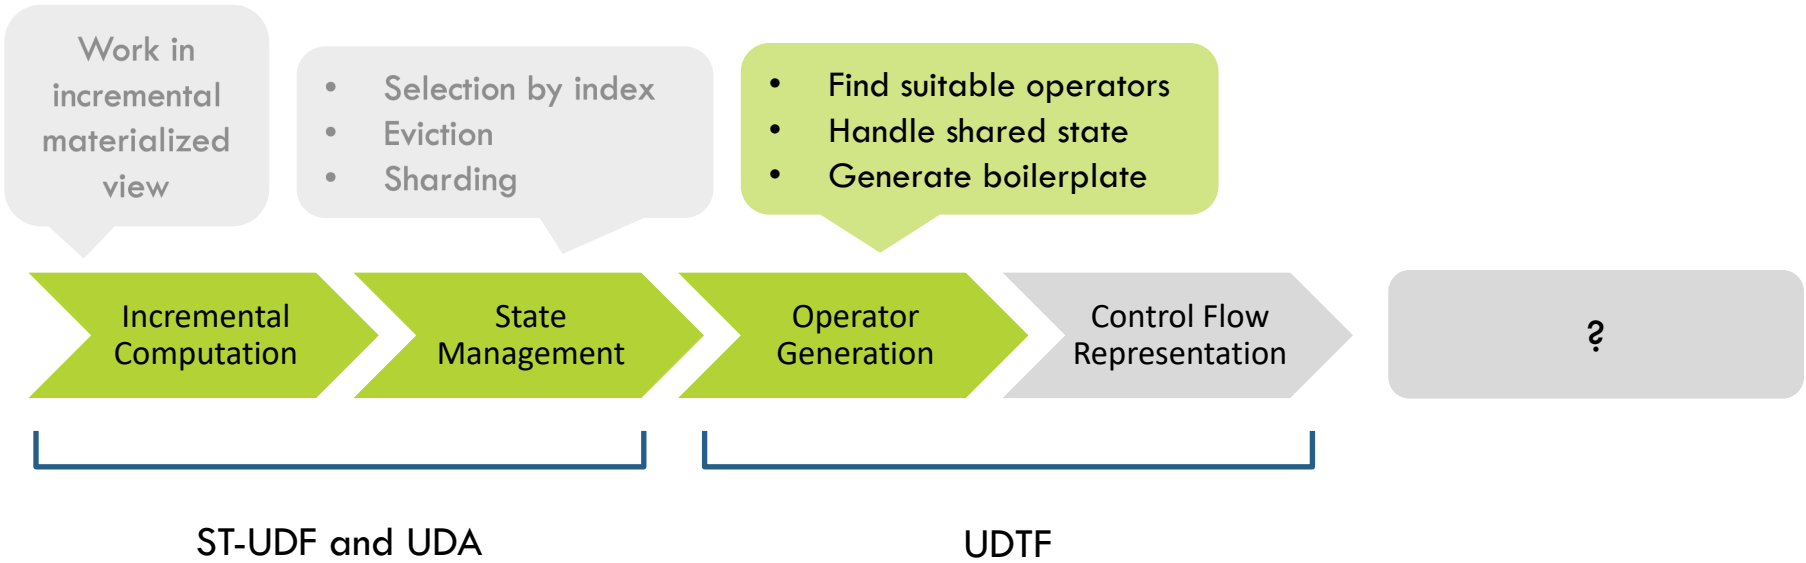 Work in
incremental
materialized
view
• Selection by index
• Eviction
• Sharding
• Find suitable operators
• Handle shared state
• Generate boilerplate
Incremental
Computation
State
Management
Operator
Generation
Control Flow
Representation
?
ST-UDF and UDA
UDTF